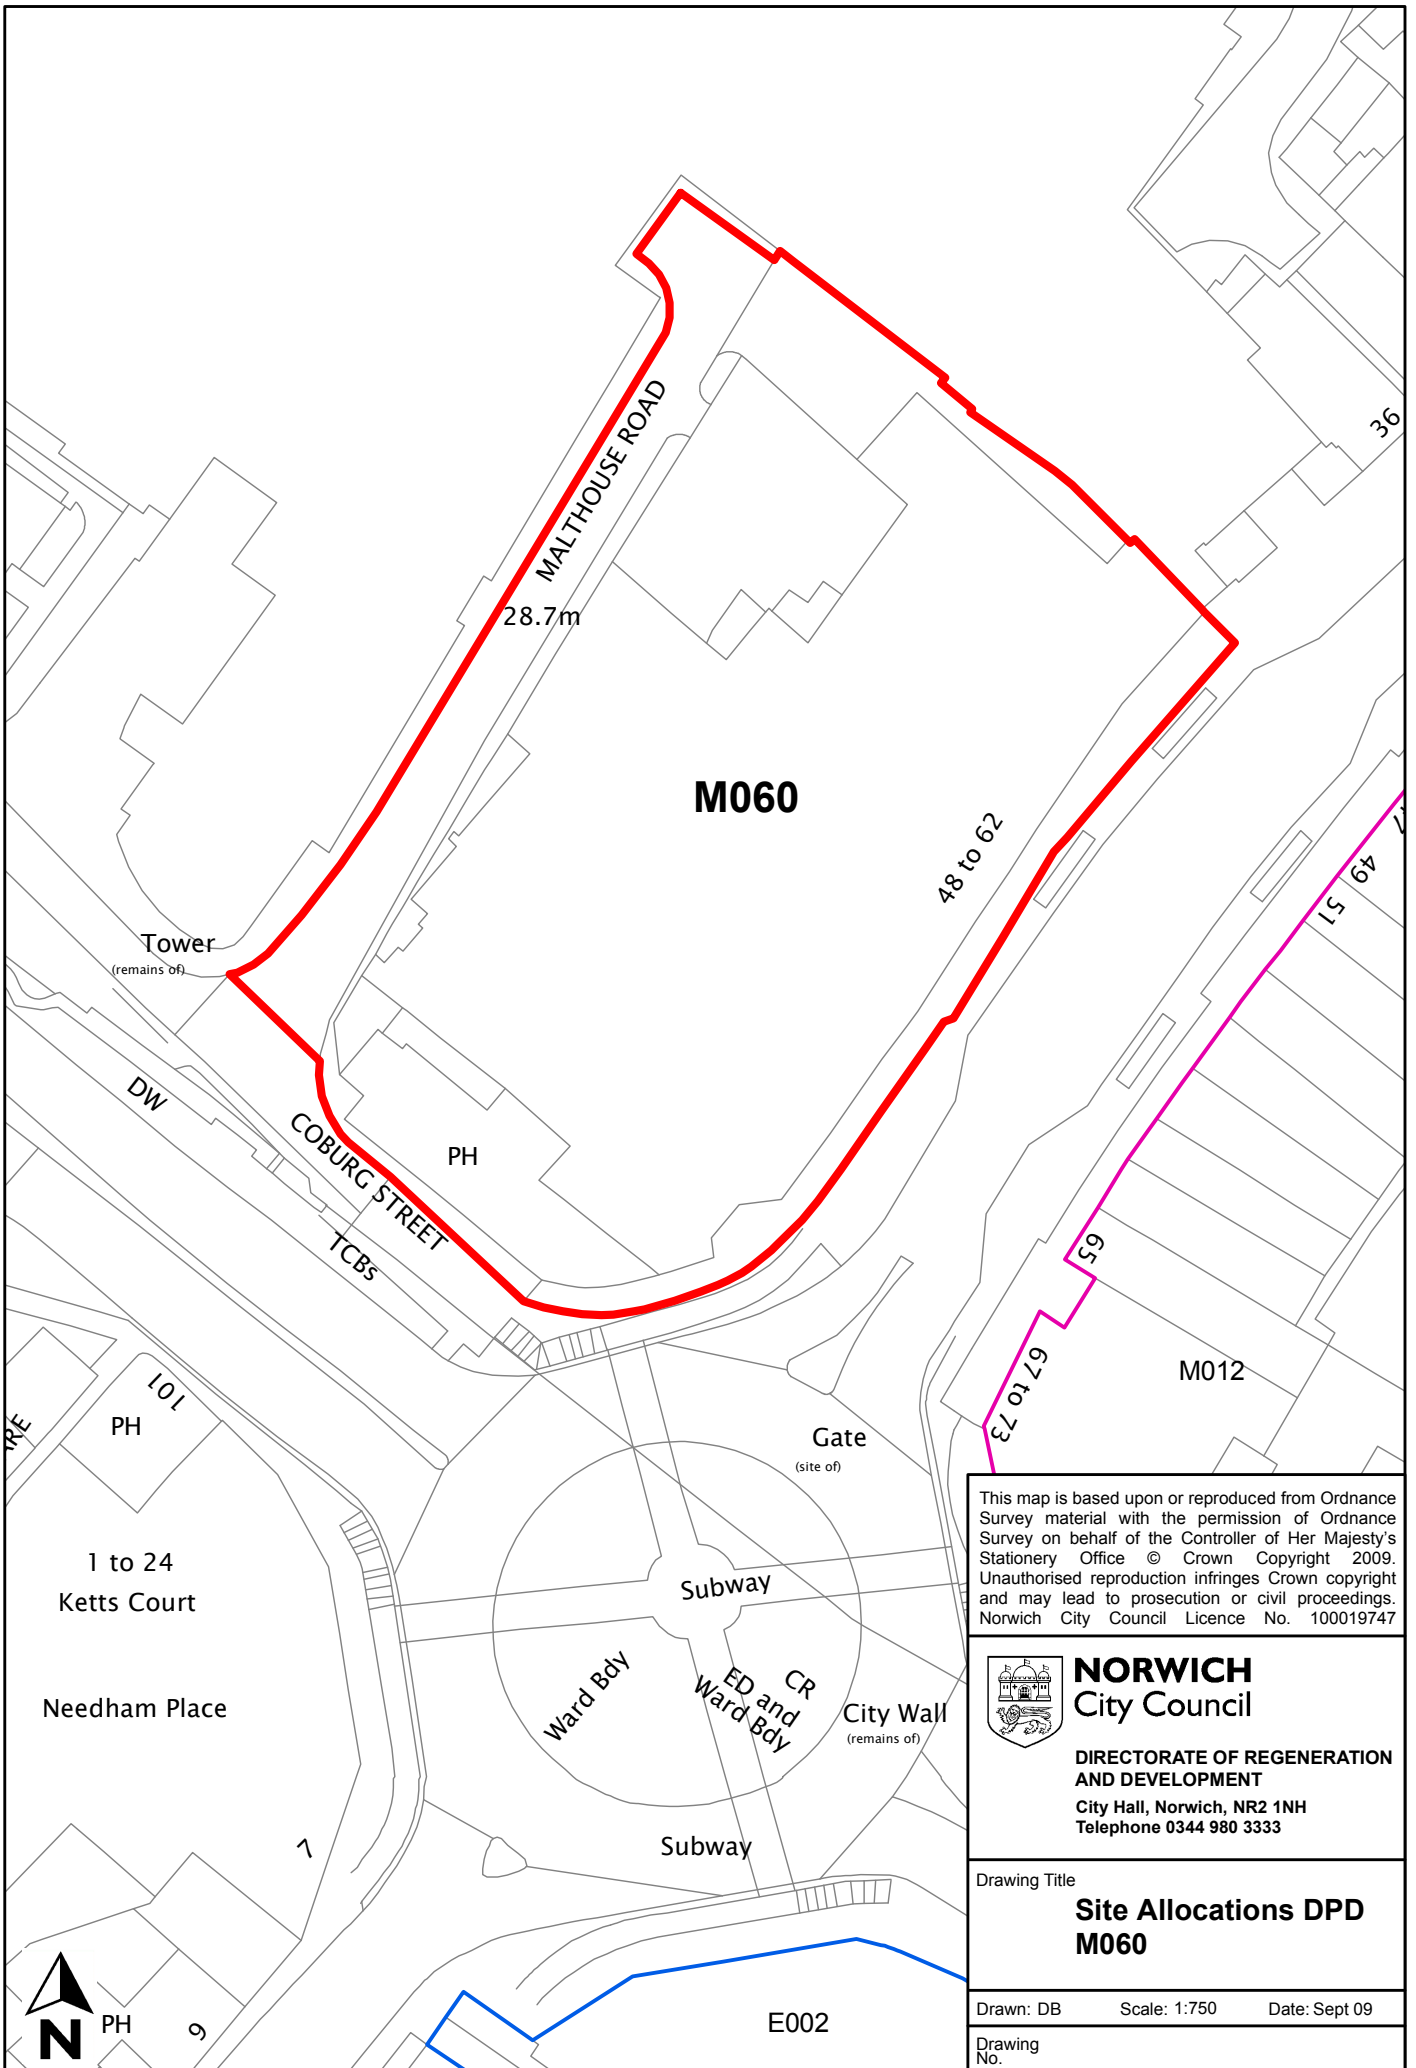 36
MALTHOUSE ROAD
28.7m
M060
48 to 62
49
51
Tower
(remains of)
DW
COBURG STREET
PH
TCBs
65
67 to 73
M012
101
PH
Gate
(site of)
1 to 24
Ketts Court
Subway
Needham Place
Ward Bdy
CR
ED and
Ward Bdy
City Wall
(remains of)
7
Subway
N
PH
9
E002
This map is based upon or reproduced from Ordnance
Survey material with the permission of Ordnance
Survey on behalf of the Controller of Her Majesty's
Stationery Office © Crown Copyright 2009.
Unauthorised reproduction infringes Crown copyright
and may lead to prosecution or civil proceedings.
Norwich City Council Licence No. 100019747
NORWICH
City Council
DIRECTORATE OF REGENERATION
AND DEVELOPMENT
City Hall, Norwich, NR2 1NH
Telephone 0344 980 3333
Drawing Title
Site Allocations DPD
M060
Drawn: DB Scale: 1:750 Date: Sept 09
Drawing
No.